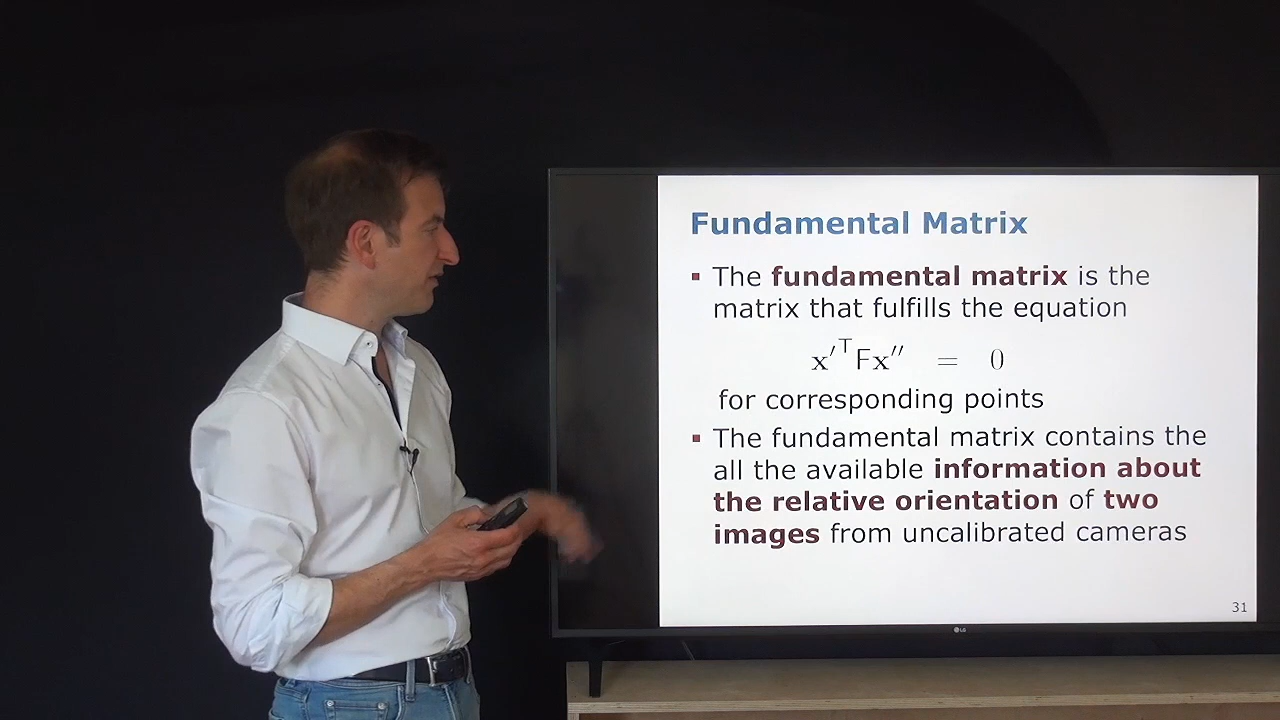 Fundamental Matrix
▪ The fundamental matrix is the
matrix that fulfills the equation
x′ᵀFx″ = 0
for corresponding points
▪ The fundamental matrix contains the
all the available information about
the relative orientation of two
images from uncalibrated cameras
31
LG